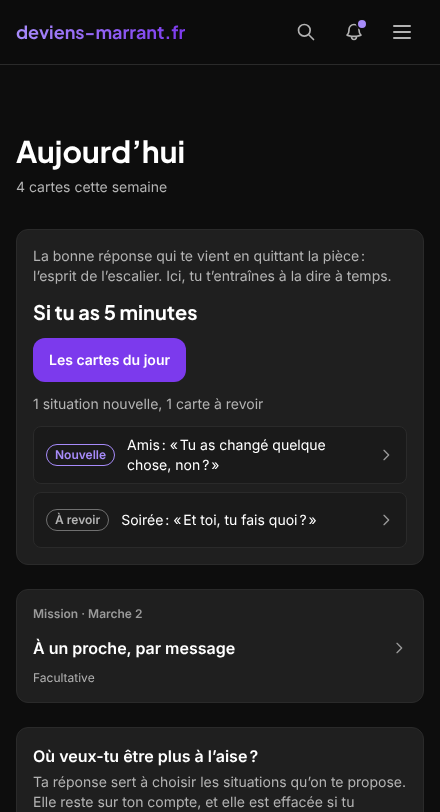 deviens-marrant.fr
Aujourd’hui
4 cartes cette semaine
La bonne réponse qui te vient en quittant la pièce :
l’esprit de l’escalier. Ici, tu t’entraînes à la dire à temps.
Si tu as 5 minutes
Les cartes du jour
1 situation nouvelle, 1 carte à revoir
Nouvelle
Amis : « Tu as changé quelque
chose, non ? »
À revoir
Soirée : « Et toi, tu fais quoi ? »
Mission · Marche 2
À un proche, par message
Facultative
Où veux-tu être plus à l’aise ?
Ta réponse sert à choisir les situations qu’on te propose.
Elle reste sur ton compte, et elle est effacée si tu